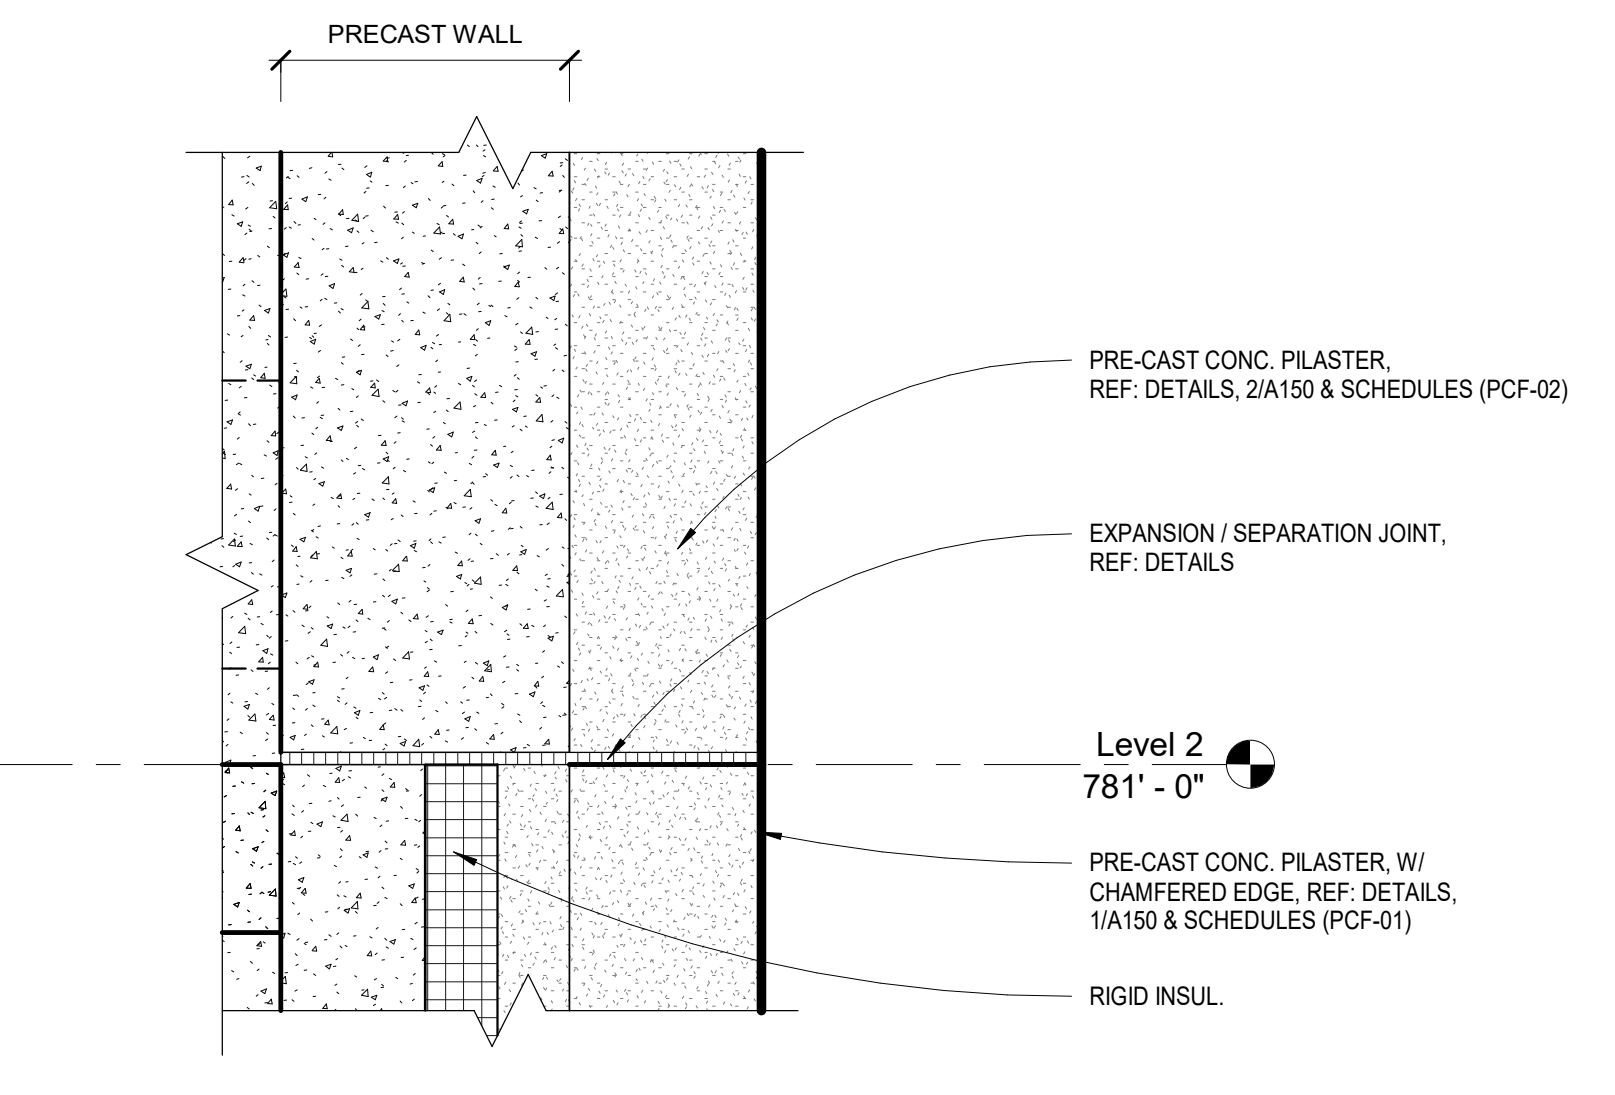 PRECAST WALL
PRE-CAST CONC. PILASTER,
REF: DETAILS, 2/A150 & SCHEDULES (PCF-02)
EXPANSION / SEPARATION JOINT,
REF: DETAILS
Level 2
781' - 0"
PRE-CAST CONC. PILASTER, W/
CHAMFERED EDGE, REF: DETAILS,
1/A150 & SCHEDULES (PCF-01)
RIGID INSUL.